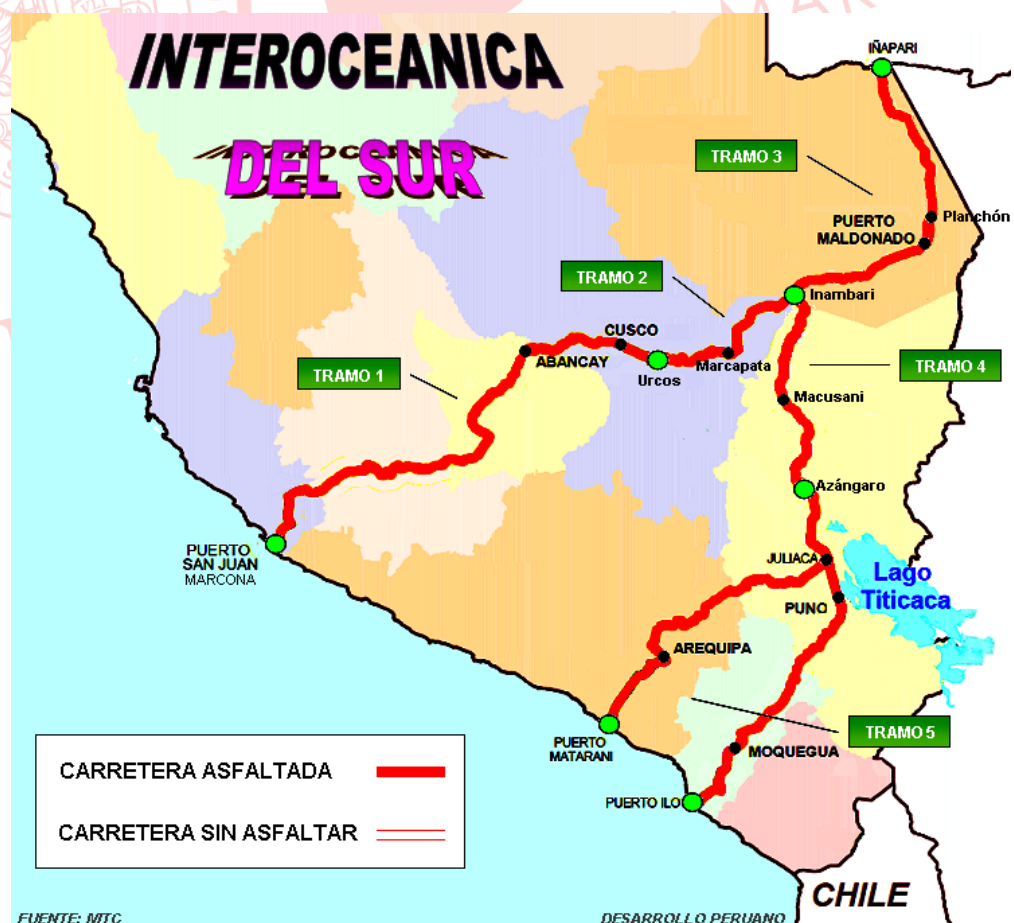 INTEROCEANICA
DEL SUR
IÑAPARI
TRAMO 3
Planchón
PUERTO
MALDONADO
TRAMO 2
Inambari
CUSCO
ABANCAY
Marcapata
Urcos
TRAMO 1
TRAMO 4
Macusani
Azángaro
PUERTO
SAN JUAN
MARCONA
JULIACA
Lago
Titicaca
PUNO
AREQUIPA
TRAMO 5
PUERTO
MATARANI
MOQUEGUA
PUERTO ILO
CARRETERA ASFALTADA
CARRETERA SIN ASFALTAR
CHILE
FUENTE: MTC
DESARROLLO PERUANO